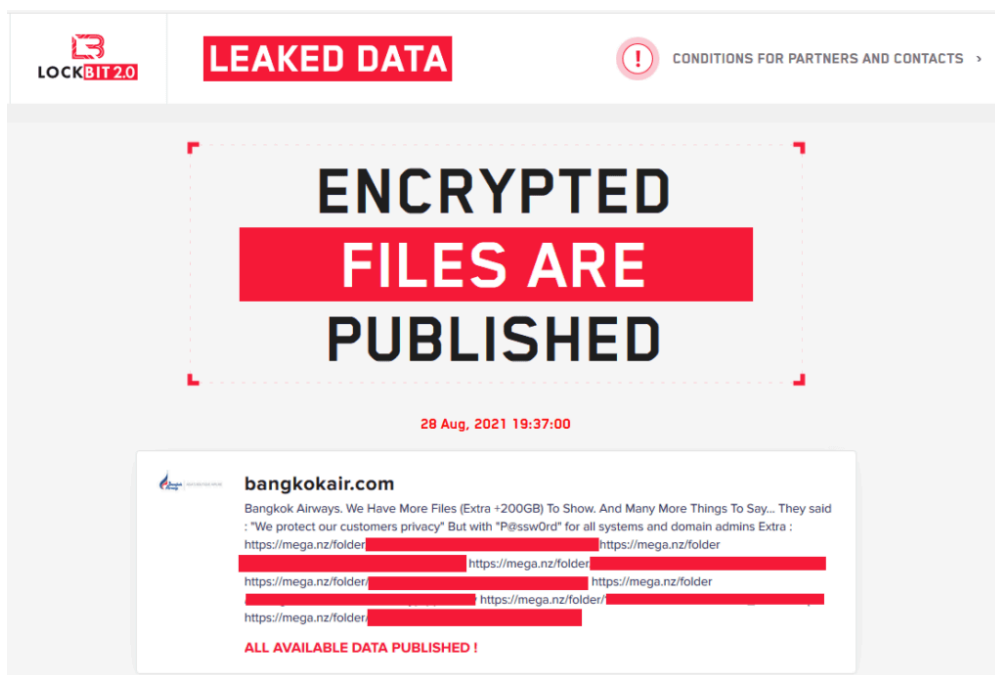 LOCKBIT 2.0
LEAKED DATA
!
CONDITIONS FOR PARTNERS AND CONTACTS >
ENCRYPTED
FILES ARE
PUBLISHED
28 Aug, 2021 19:37:00
bangkokair.com
Bangkok Airways. We Have More Files (Extra +200GB) To Show. And Many More Things To Say... They said
: "We protect our customers privacy" But with "P@ssw0rd" for all systems and domain admins Extra :
https://mega.nz/folder https://mega.nz/folder
https://mega.nz/folder
https://mega.nz/folder/ https://mega.nz/folder
https://mega.nz/folder/
https://mega.nz/folder/
ALL AVAILABLE DATA PUBLISHED !